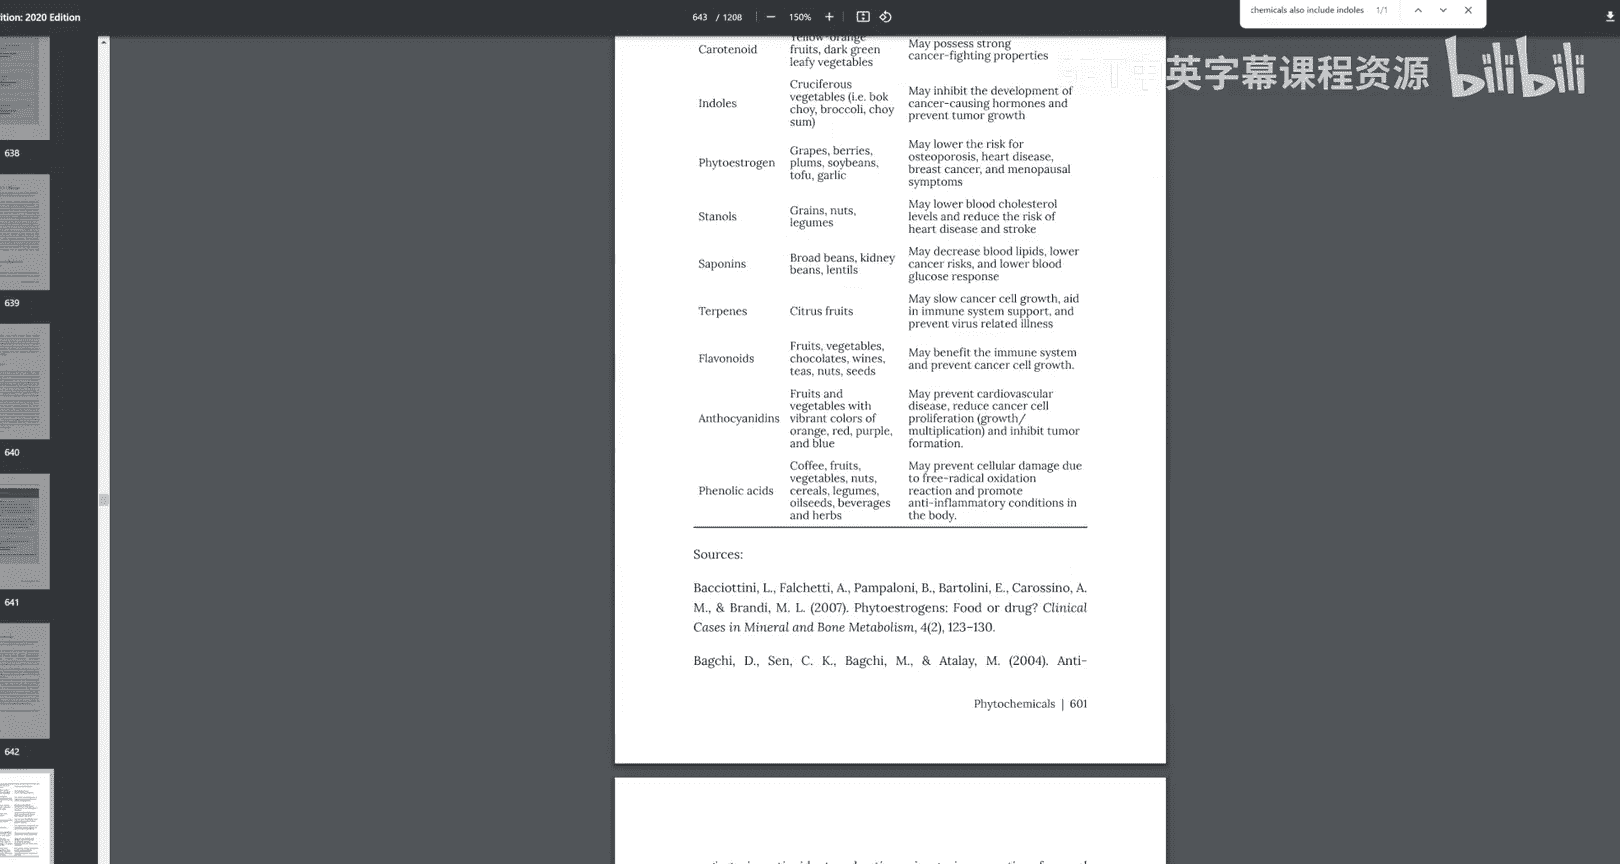 rition: 2020 Edition
643 / 1208
150%
chemicals also include indoles 1/1
英字幕课程资源 bilibili
638
639
640
641
642
Carotenoid
Yellow-orange
fruits, dark green
leafy vegetables
May possess strong
cancer-fighting properties
Indoles
Cruciferous
vegetables (i.e. bok
choy, broccoli, choy
sum)
May inhibit the development of
cancer-causing hormones and
prevent tumor growth
Phytoestrogen
Grapes, berries,
plums, soybeans,
tofu, garlic
May lower the risk for
osteoporosis, heart disease,
breast cancer, and menopausal
symptoms
Stanols
Grains, nuts,
legumes
May lower blood cholesterol
levels and reduce the risk of
heart disease and stroke
Saponins
Broad beans, kidney
beans, lentils
May decrease blood lipids, lower
cancer risks, and lower blood
glucose response
Terpenes
Citrus fruits
May slow cancer cell growth, aid
in immune system support, and
prevent virus related illness
Flavonoids
Fruits, vegetables,
chocolates, wines,
teas, nuts, seeds
May benefit the immune system
and prevent cancer cell growth.
Anthocyanidins
Fruits and
vegetables with
vibrant colors of
orange, red, purple,
and blue
May prevent cardiovascular
disease, reduce cancer cell
proliferation (growth/
multiplication) and inhibit tumor
formation.
Phenolic acids
Coffee, fruits,
vegetables, nuts,
cereals, legumes,
oilseeds, beverages
and herbs
May prevent cellular damage due
to free-radical oxidation
reaction and promote
anti-inflammatory conditions in
the body.
Sources:
Bacciottini, L., Falchetti, A., Pampaloni, B., Bartolini, E., Carossino, A.
M., & Brandi, M. L. (2007). Phytoestrogens: Food or drug? Clinical
Cases in Mineral and Bone Metabolism, 4(2), 123–130.
Bagchi, D., Sen, C. K., Bagchi, M., & Atalay, M. (2004). Anti-
Phytochemicals | 601